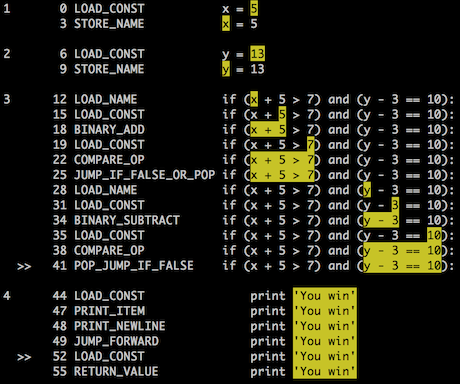 1 0 LOAD_CONST x = 5
3 STORE_NAME x = 5
2 6 LOAD_CONST y = 13
9 STORE_NAME y = 13
3 12 LOAD_NAME if (x + 5 > 7) and (y - 3 == 10):
15 LOAD_CONST if (x + 5 > 7) and (y - 3 == 10):
18 BINARY_ADD if (x + 5 > 7) and (y - 3 == 10):
19 LOAD_CONST if (x + 5 > 7) and (y - 3 == 10):
22 COMPARE_OP if (x + 5 > 7) and (y - 3 == 10):
25 JUMP_IF_FALSE_OR_POP if (x + 5 > 7) and (y - 3 == 10):
28 LOAD_NAME if (x + 5 > 7) and (y - 3 == 10):
31 LOAD_CONST if (x + 5 > 7) and (y - 3 == 10):
34 BINARY_SUBTRACT if (x + 5 > 7) and (y - 3 == 10):
35 LOAD_CONST if (x + 5 > 7) and (y - 3 == 10):
38 COMPARE_OP if (x + 5 > 7) and (y - 3 == 10):
>> 41 POP_JUMP_IF_FALSE if (x + 5 > 7) and (y - 3 == 10):
4 44 LOAD_CONST print 'You win'
47 PRINT_ITEM print 'You win'
48 PRINT_NEWLINE print 'You win'
49 JUMP_FORWARD print 'You win'
>> 52 LOAD_CONST print 'You win'
55 RETURN_VALUE print 'You win'